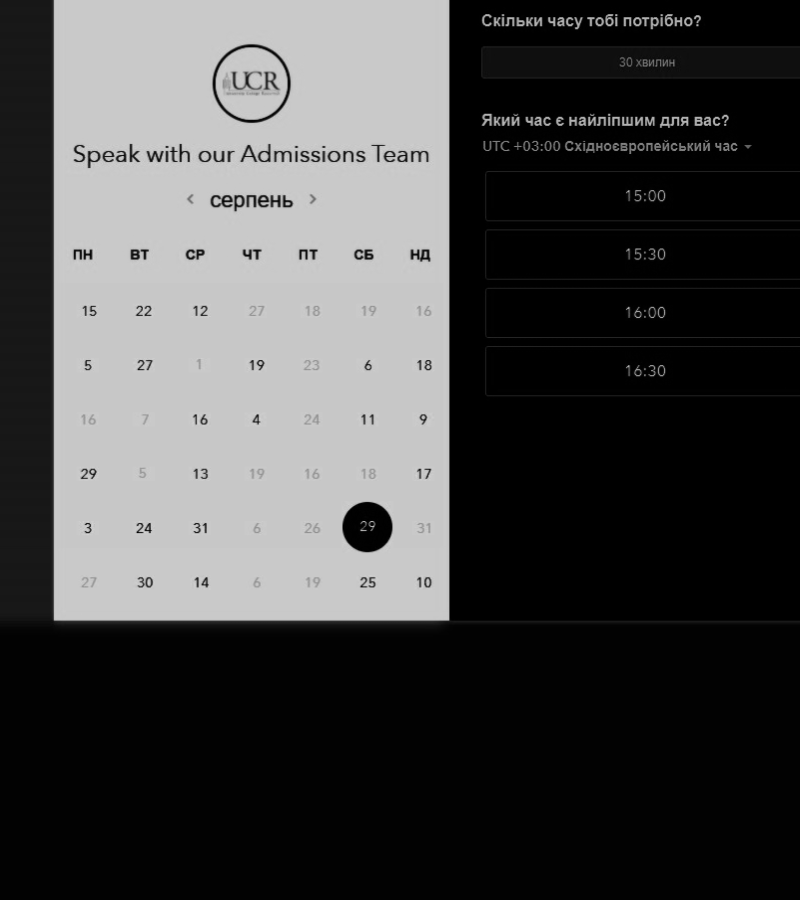 UCR
Speak with our Admissions Team
серпень
ПН ВТ СР ЧТ ПТ СБ НД
15 22 12 27 18 19 16
5 27 1 19 23 6 18
16 7 16 4 24 11 9
29 5 13 19 16 18 17
3 24 31 6 26 29 31
27 30 14 6 19 25 10
Скільки часу тобі потрібно?
30 хвилин
Який час є найліпшим для вас?
UTC +03:00 Східноєвропейський час
15:00
15:30
16:00
16:30